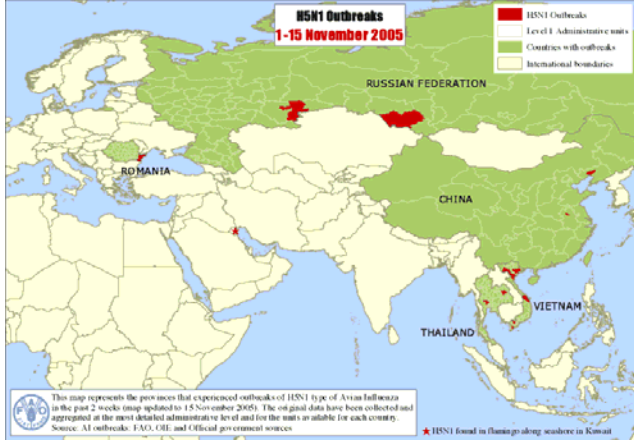 H5N1 Outbreaks
1-15 November 2005
H5N1 Outbreaks
Level 1 Administrative units
Countries with outbreaks
International boundaries
RUSSIAN FEDERATION
ROMANIA
CHINA
VIETNAM
THAILAND
This map represents the provinces that experienced outbreaks of H5N1 type of Avian Influenza
in the past 2 weeks (map updated to 15 November 2005). The original data have been collected and
aggregated at the most detailed administrative level and for the units available for each country.
Source: AI outbreaks: FAO, OIE and Official government sources
H5N1 found in flamingo along seashore in Kuwait